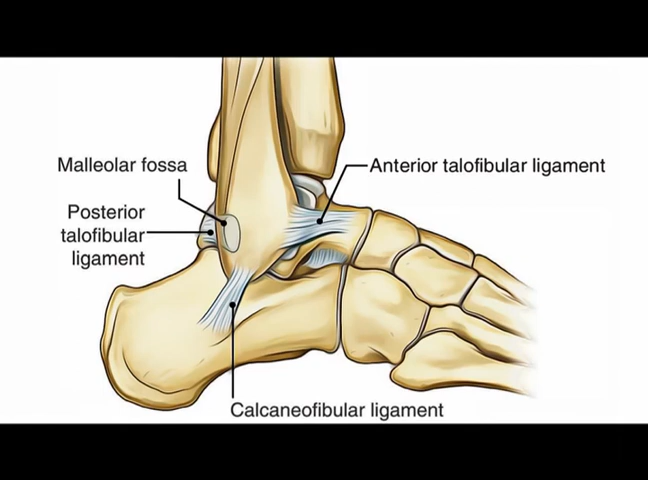 Malleolar fossa
Anterior talofibular ligament
Posterior
talofibular
ligament
Calcaneofibular ligament